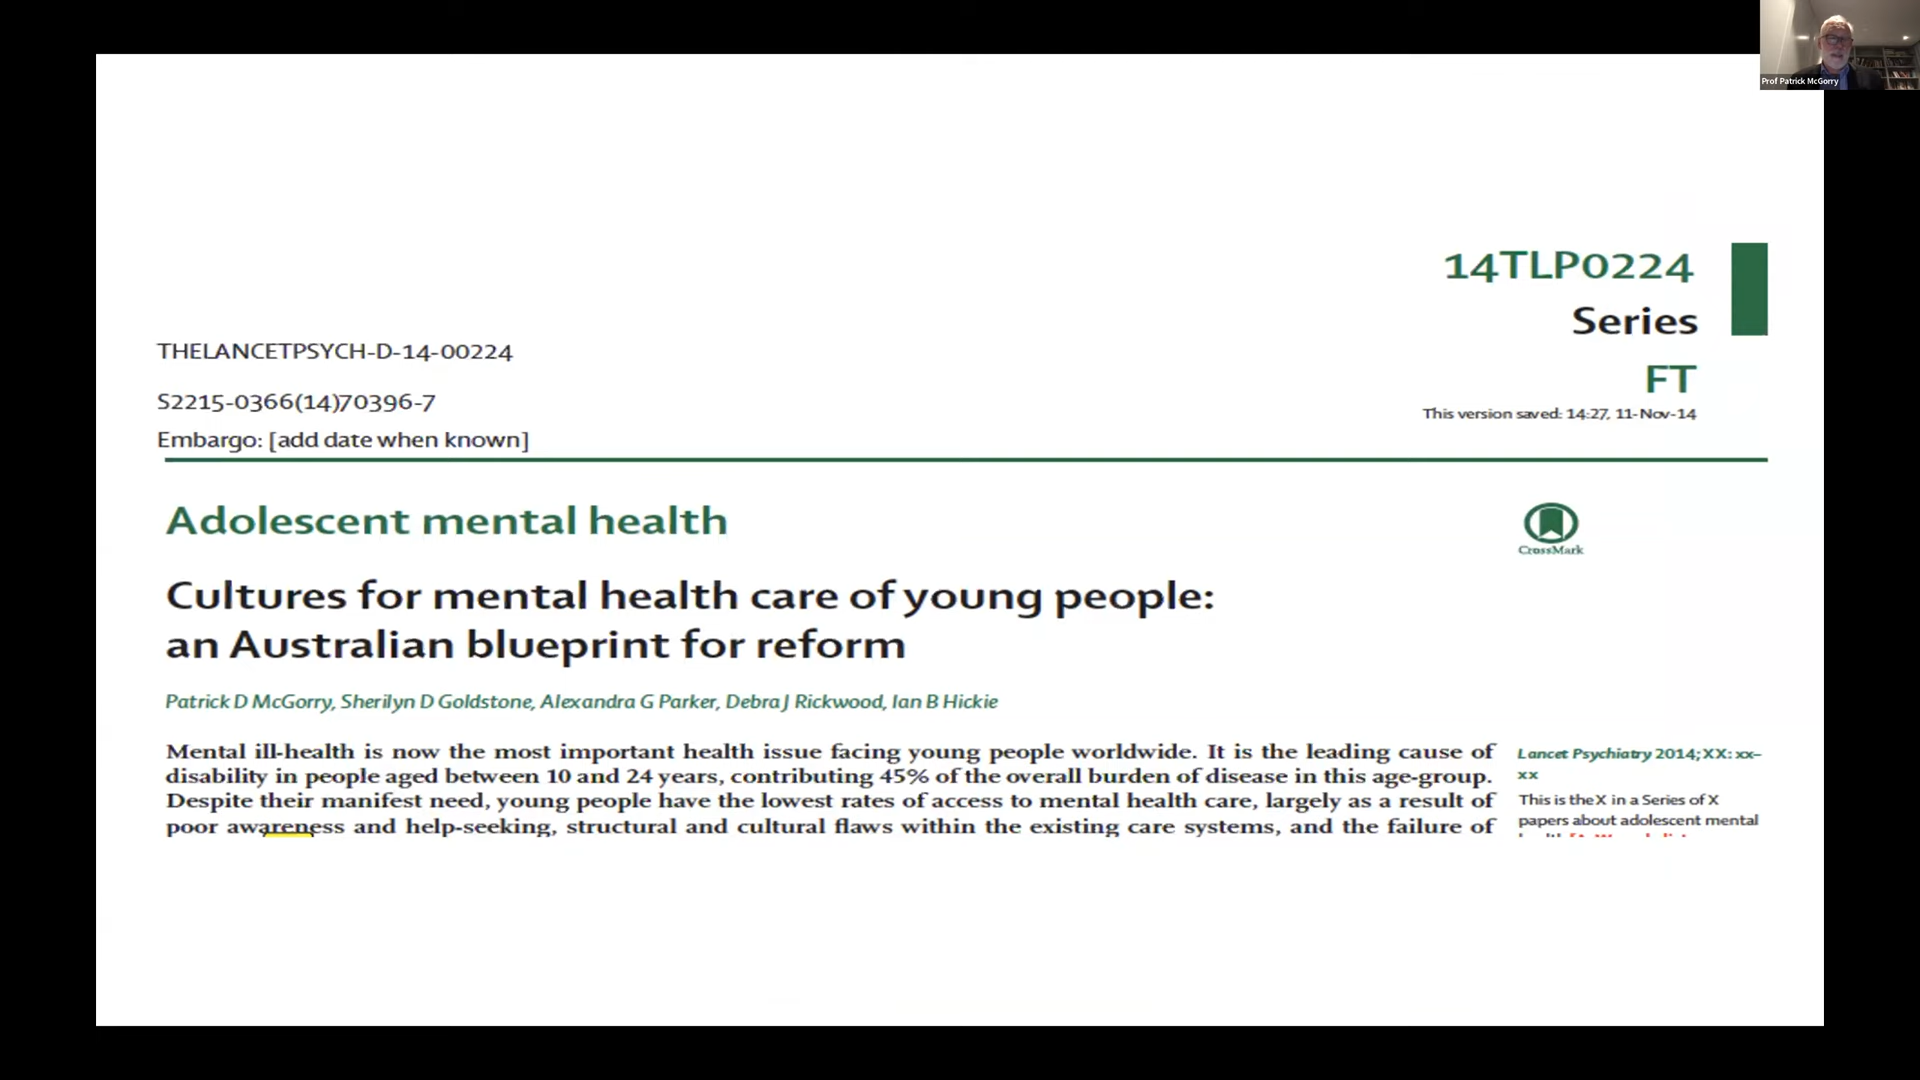 Prof Patrick McGorry
14TLP0224
Series
FT
This version saved: 14:27, 11-Nov-14
THELANCETPSYCH-D-14-00224
S2215-0366(14)70396-7
Embargo: [add date when known]
Adolescent mental health
CrossMark
Cultures for mental health care of young people:
an Australian blueprint for reform
Patrick D McGorry, Sherilyn D Goldstone, Alexandra G Parker, Debra J Rickwood, Ian B Hickie
Mental ill-health is now the most important health issue facing young people worldwide. It is the leading cause of
disability in people aged between 10 and 24 years, contributing 45% of the overall burden of disease in this age-group.
Despite their manifest need, young people have the lowest rates of access to mental health care, largely as a result of
poor awareness and help-seeking, structural and cultural flaws within the existing care systems, and the failure of
Lancet Psychiatry 2014; XX: xx–
xx
This is the X in a Series of X
papers about adolescent mental